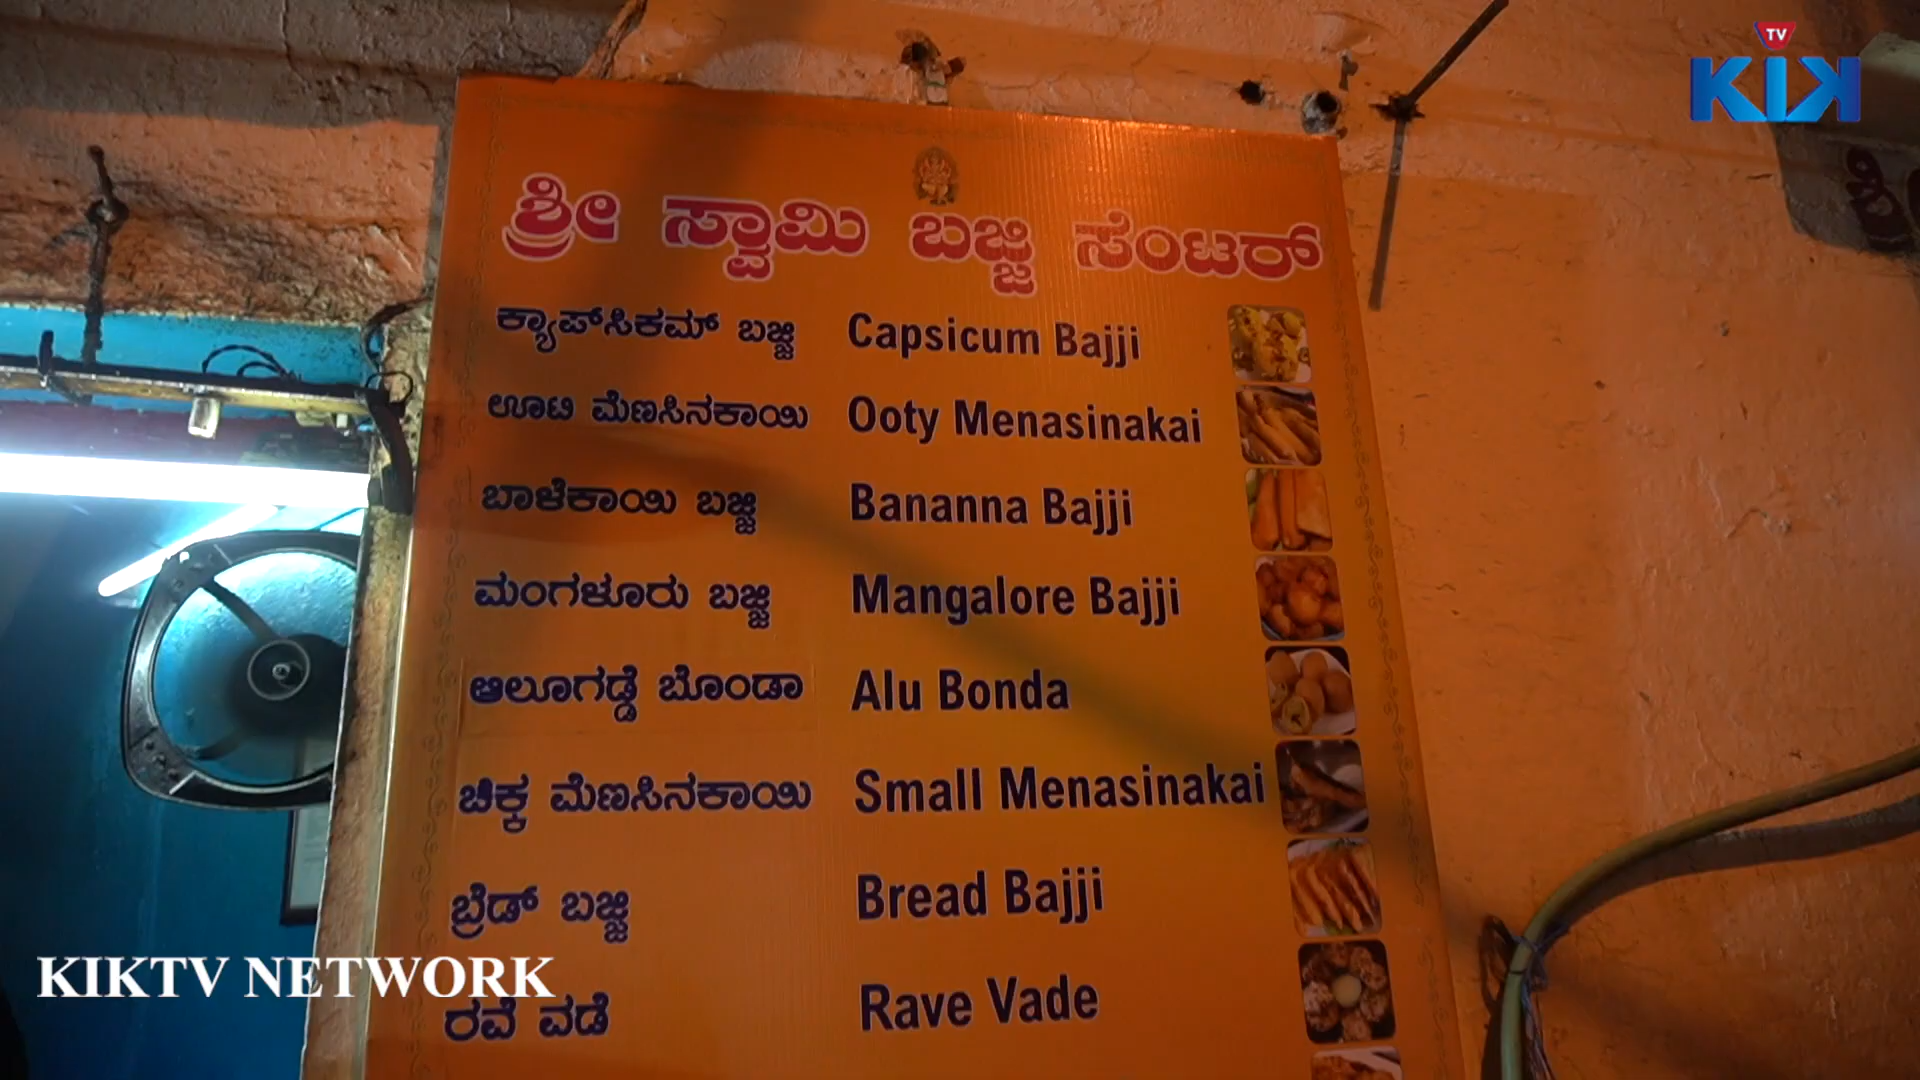 TV
KIK
ಶ್ರೀ ಸ್ವಾಮಿ ಬಜ್ಜಿ ಸೆಂಟರ್
ಕ್ಯಾಪ್‌ಸಿಕಮ್ ಬಜ್ಜಿ Capsicum Bajji
ಊಟಿ ಮೆಣಸಿನಕಾಯಿ Ooty Menasinakai
ಬಾಳೆಕಾಯಿ ಬಜ್ಜಿ Bananna Bajji
ಮಂಗಳೂರು ಬಜ್ಜಿ Mangalore Bajji
ಆಲೂಗಡ್ಡೆ ಬೊಂಡಾ Alu Bonda
ಚಿಕ್ಕ ಮೆಣಸಿನಕಾಯಿ Small Menasinakai
ಬ್ರೆಡ್ ಬಜ್ಜಿ Bread Bajji
KIKTV NETWORK
ರವೆ ವಡೆ Rave Vade